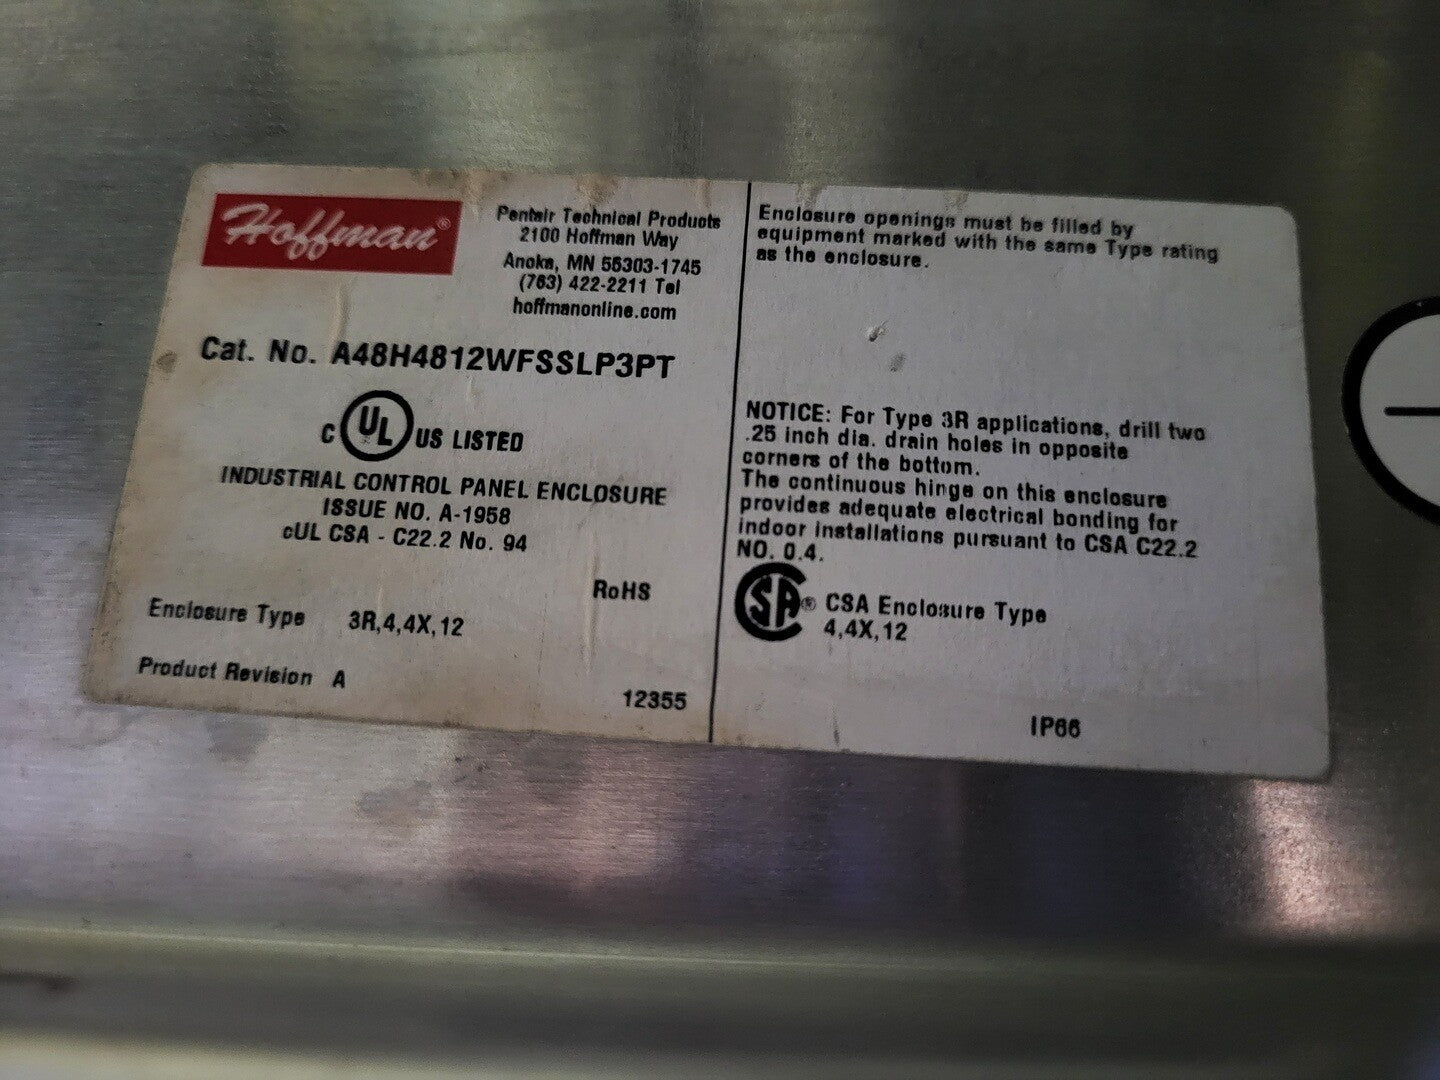 Hoffman®
Pentair Technical Products
2100 Hoffman Way
Anoka, MN 55303-1745
(763) 422-2211 Tel
hoffmanonline.com
Cat. No. A48H4812WFSSLP3PT
C UL US LISTED
INDUSTRIAL CONTROL PANEL ENCLOSURE
ISSUE NO. A-1958
cUL CSA - C22.2 No. 94
RoHS
Enclosure Type 3R,4,4X,12
Product Revision A
12355
Enclosure openings must be filled by
equipment marked with the same Type rating
as the enclosure.
NOTICE: For Type 3R applications, drill two
.25 inch dia. drain holes in opposite
corners of the bottom.
The continuous hinge on this enclosure
provides adequate electrical bonding for
indoor installations pursuant to CSA C22.2
NO. 0.4.
SA® CSA Enclosure Type
4,4X,12
IP66